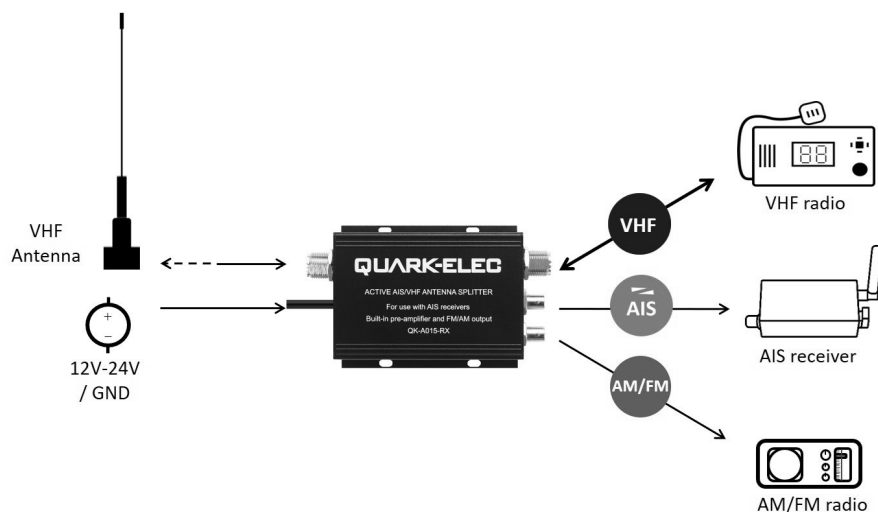 VHF
Antenna
12V-24V
/ GND
QUARK-ELEC
ACTIVE AIS/VHF ANTENNA SPLITTER
For use with AIS receivers
Built-in pre-amplifier and FM/AM output
QK-A015-RX
VHF
AIS
AM/FM
88
VHF radio
AIS receiver
AM/FM radio